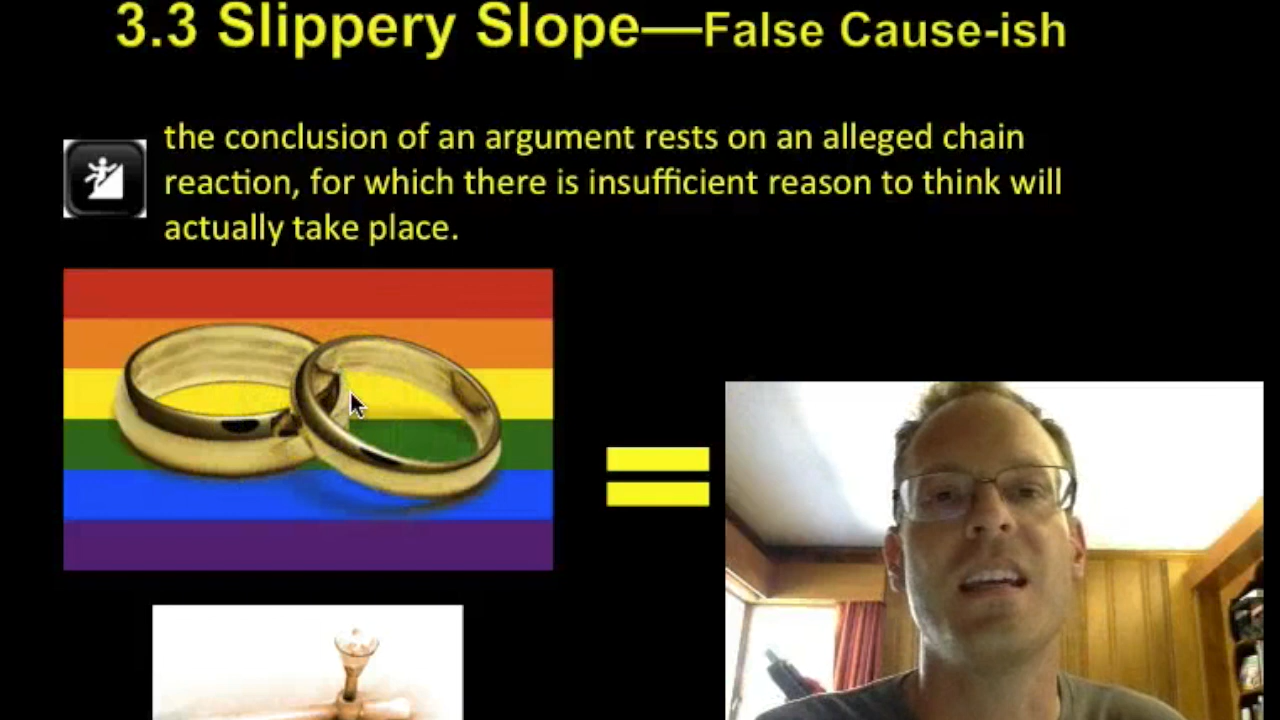 3.3 Slippery Slope—False Cause-ish
the conclusion of an argument rests on an alleged chain
reaction, for which there is insufficient reason to think will
actually take place.